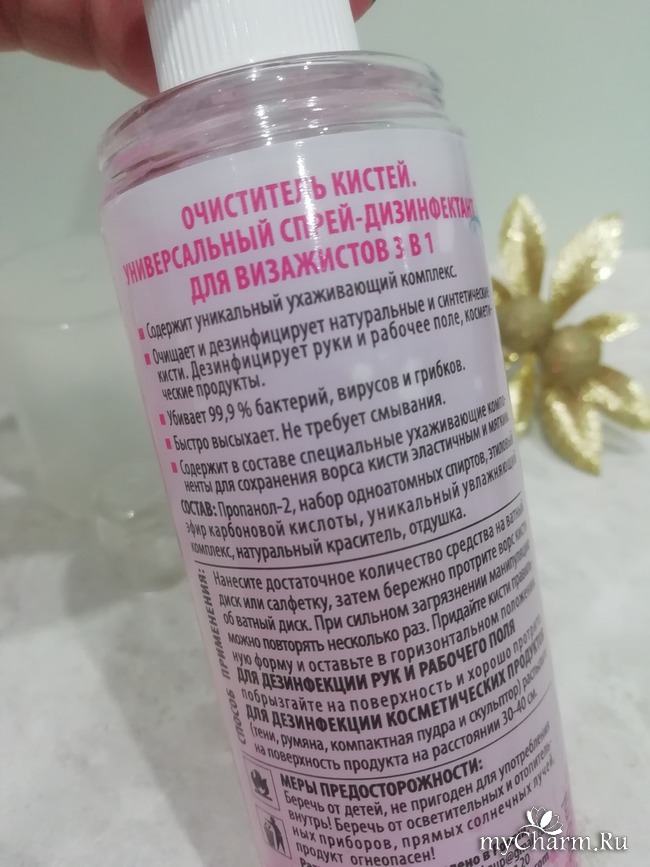 ОЧИСТИТЕЛЬ КИСТЕЙ.
УНИВЕРСАЛЬНЫЙ СПРЕЙ-ДЕЗИНФЕКТАНТ
ДЛЯ ВИЗАЖИСТОВ 3 В 1
Содержит уникальный ухаживающий комплекс.
Очищает и дезинфицирует натуральные и синтетические
кисти. Дезинфицирует руки и рабочее поле, космети-
ческие продукты.
Убивает 99,9 % бактерий, вирусов и грибков.
Быстро высыхает. Не требует смывания.
Содержит в составе специальные ухаживающие компо-
ненты для сохранения ворса кисти эластичным и мягким.
СОСТАВ: Пропанол-2, набор одноатомных спиртов, этиловый
эфир карбоновой кислоты, уникальный увлажняющий
комплекс, натуральный краситель, отдушка.
СПОСОБ ПРИМЕНЕНИЯ:
Нанесите достаточное количество средства на ватный
диск или салфетку, затем бережно протрите ворс кисти
об ватный диск. При сильном загрязнении манипуляции
можно повторять несколько раз. Придайте кисти правиль-
ную форму и оставьте в горизонтальном положении.
ДЛЯ ДЕЗИНФЕКЦИИ РУК И РАБОЧЕГО ПОЛЯ
побрызгайте на поверхность и хорошо протрите.
ДЛЯ ДЕЗИНФЕКЦИИ КОСМЕТИЧЕСКИХ ПРОДУКТОВ
(тени, румяна, компактная пудра и скульптор)
на поверхность продукта на расстоянии 30-40 см.
МЕРЫ ПРЕДОСТОРОЖНОСТИ:
Беречь от детей, не пригоден для употребления
внутрь! Беречь от осветительных и отопитель-
ных приборов, прямых солнечных лучей,
продукт огнеопасен!
myCharm.Ru